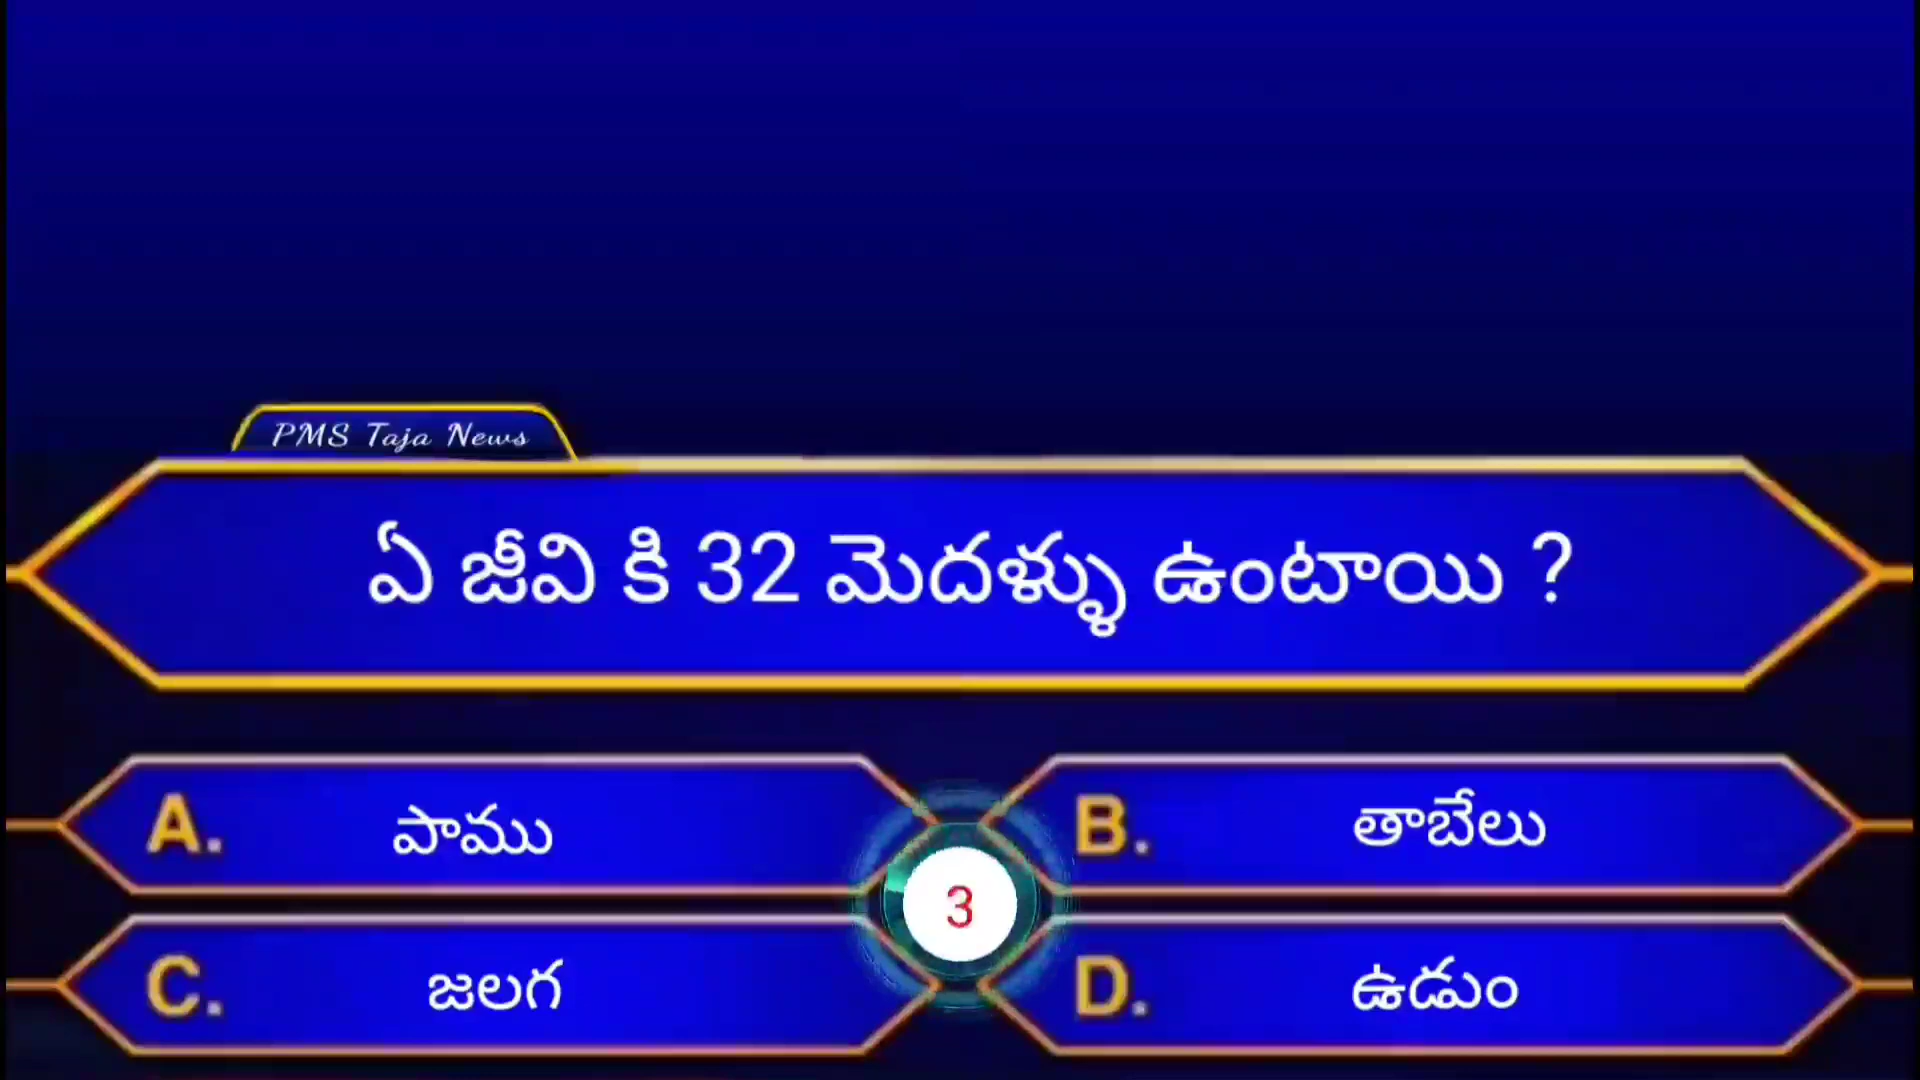 PMS Taja News
ఏ జీవి కి 32 మెదళ్ళు ఉంటాయి ?
A. పాము
B. తాబేలు
3
C. జలగ
D. ఉడుం